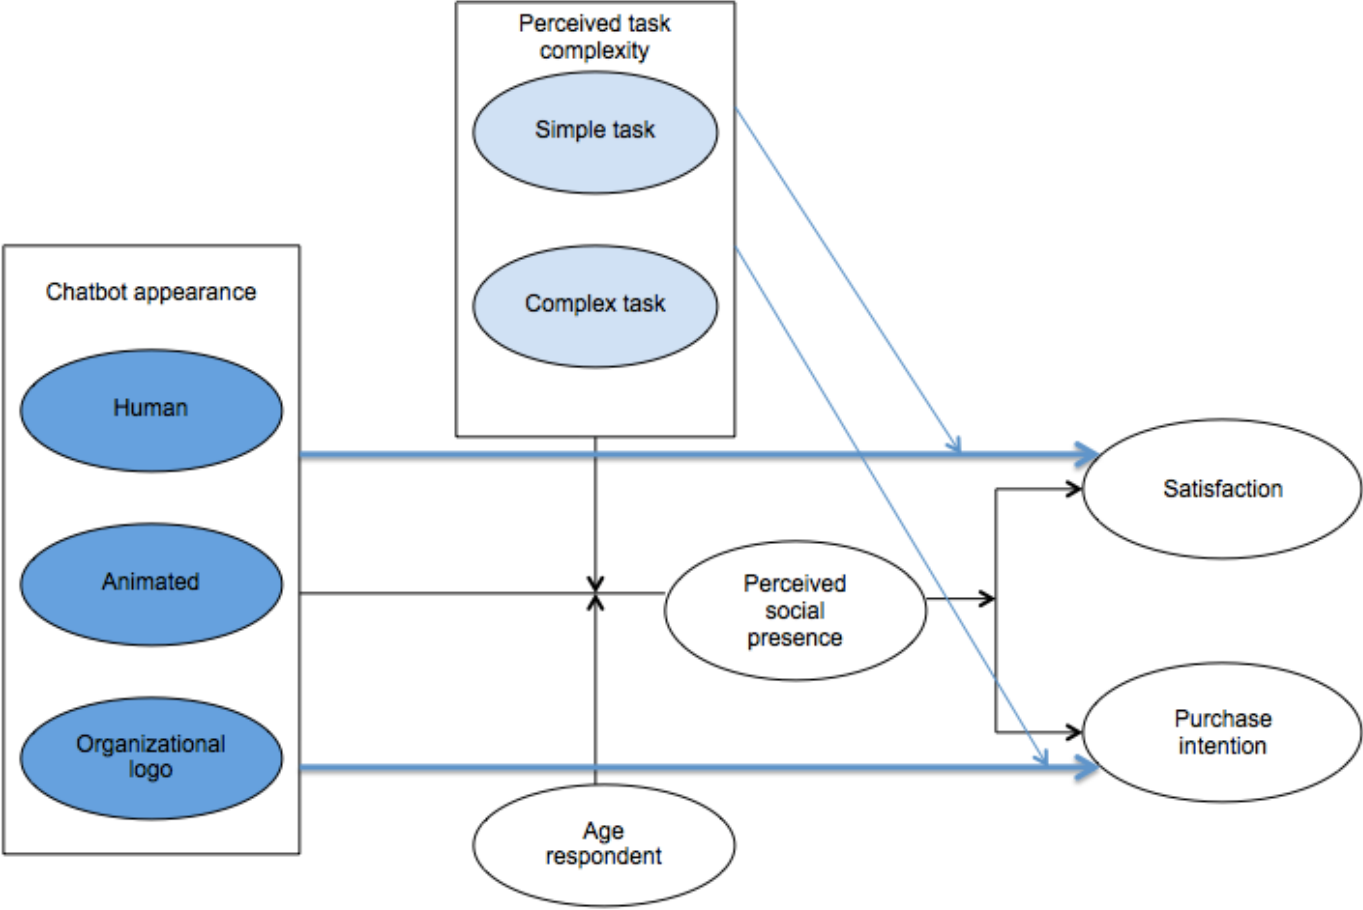 Perceived task
complexity
Simple task
Complex task
Chatbot appearance
Human
Animated
Organizational
logo
Perceived
social
presence
Age
respondent
Satisfaction
Purchase
intention